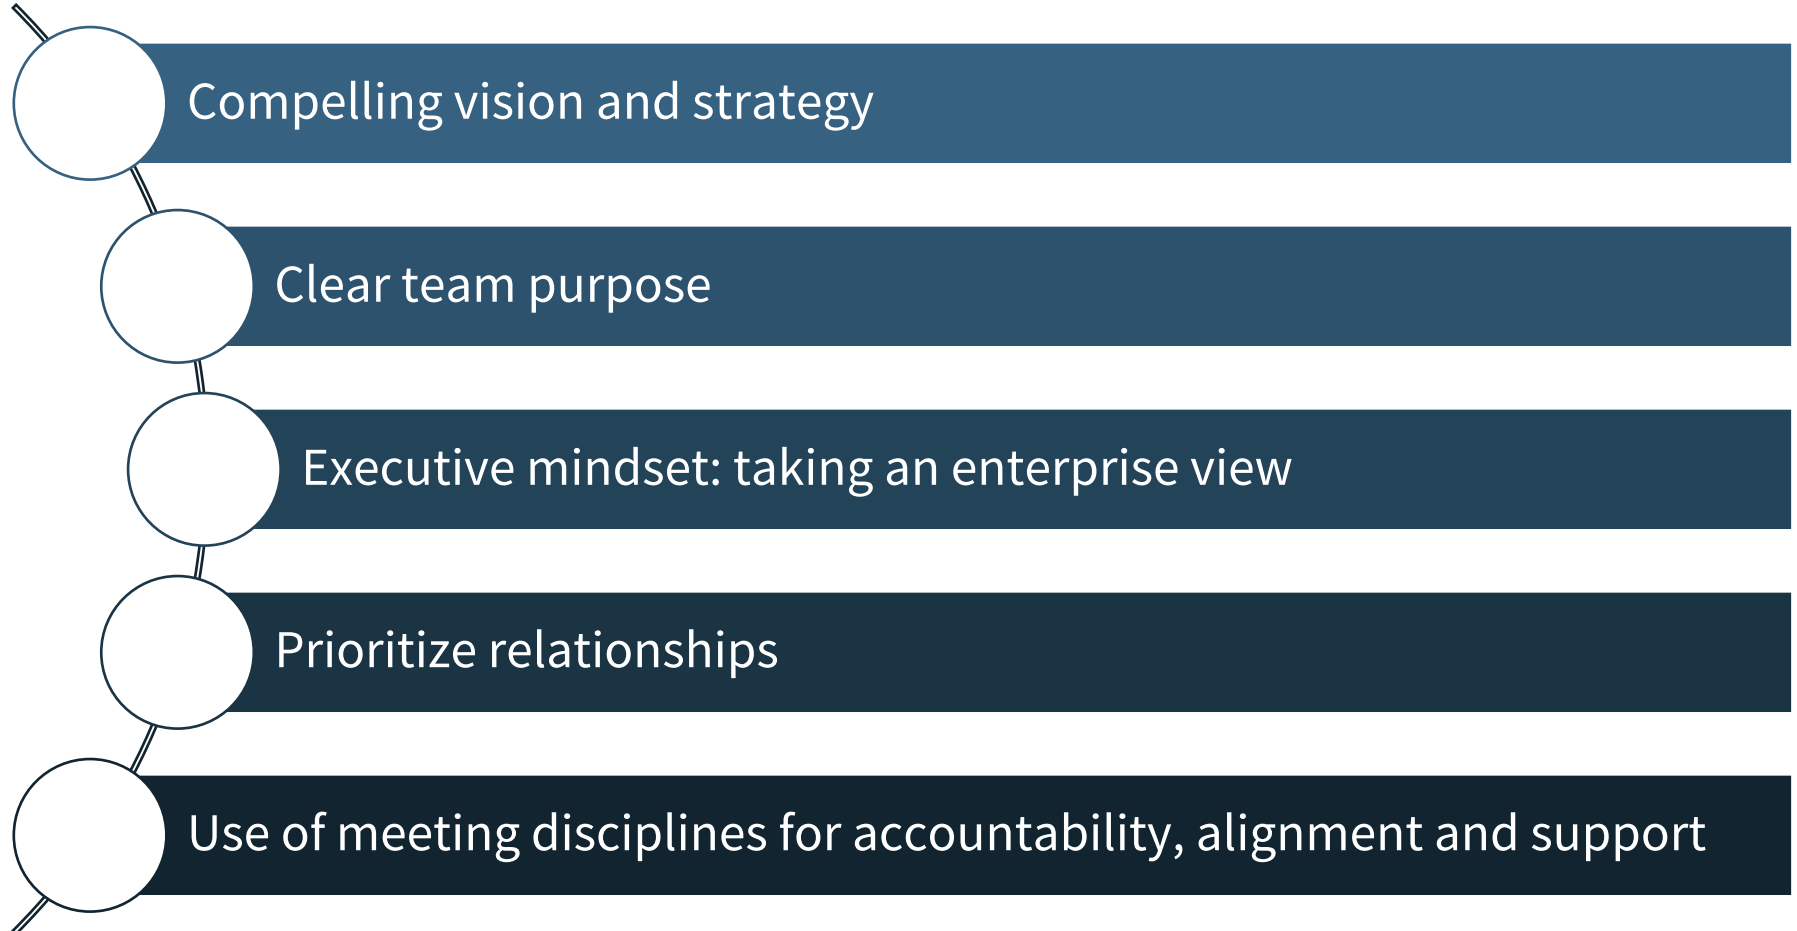 Compelling vision and strategy
Clear team purpose
Executive mindset: taking an enterprise view
Prioritize relationships
Use of meeting disciplines for accountability, alignment and support